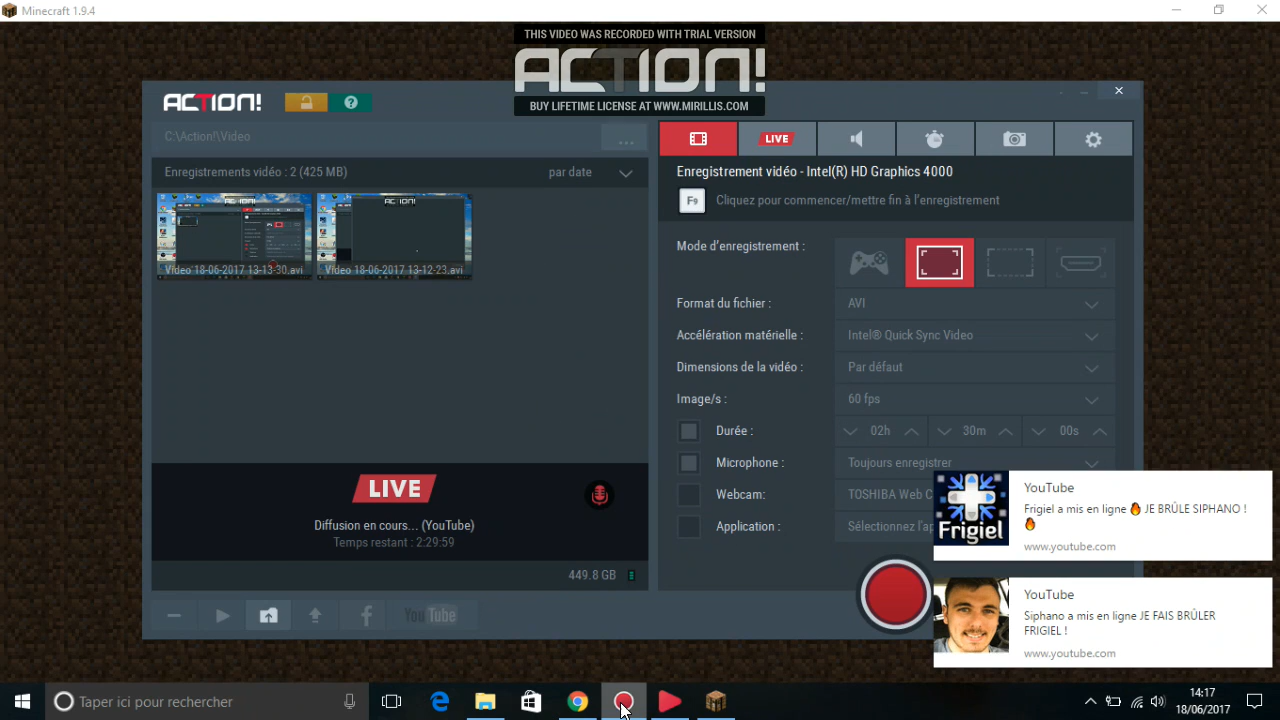 Minecraft 1.9.4
THIS VIDEO WAS RECORDED WITH TRIAL VERSION
ACTION!
BUY LIFETIME LICENSE AT WWW.MIRILLIS.COM
ACTION!
?
C:\Action!\Video
...
LIVE
Enregistrements vidéo : 2 (425 MB)
par date
Enregistrement vidéo - Intel(R) HD Graphics 4000
F9
Cliquez pour commencer/mettre fin à l'enregistrement
Video 18-06-2017 13-13-30.avi
Video 18-06-2017 13-12-23.avi
Mode d'enregistrement :
Format du fichier :
AVI
Accélération matérielle :
Intel® Quick Sync Video
Dimensions de la vidéo :
Par défaut
Image/s :
60 fps
Durée :
02h
30m
00s
Microphone :
Toujours enregistrer
Webcam:
TOSHIBA Web C
Application :
Sélectionnez l'ap
LIVE
Diffusion en cours... (YouTube)
Temps restant : 2:29:59
449.8 GB
f
YouTube
Frigiel
YouTube
Frigiel a mis en ligne 🔥 JE BRÛLE SIPHANO !
🔥
www.youtube.com
YouTube
Siphano a mis en ligne JE FAIS BRÛLER
FRIGIEL !
www.youtube.com
Taper ici pour rechercher
14:17
18/06/2017